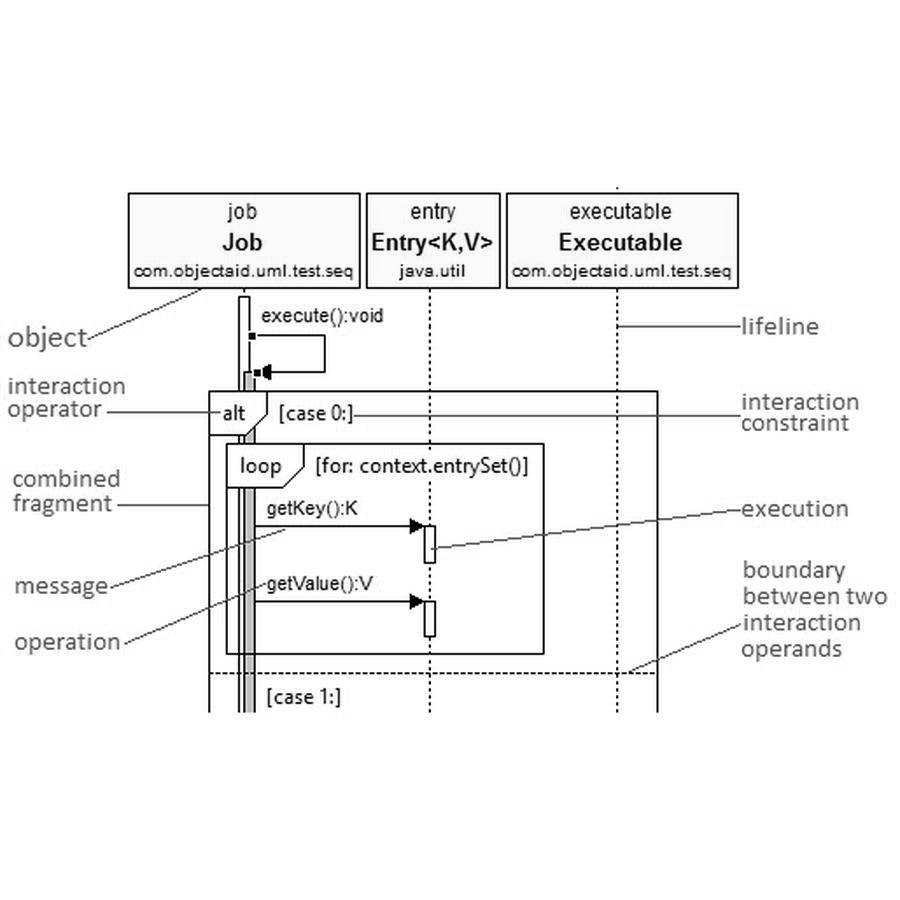 job
Job
com.objectaid.uml.test.seq
entry
Entry<K,V>
java.util
executable
Executable
com.objectaid.uml.test.seq
execute():void
object
lifeline
interaction
operator
alt
[case 0:]
interaction
constraint
loop
[for: context.entrySet()]
combined
fragment
getKey():K
execution
message
getValue():V
operation
boundary
between two
interaction
operands
[case 1:]